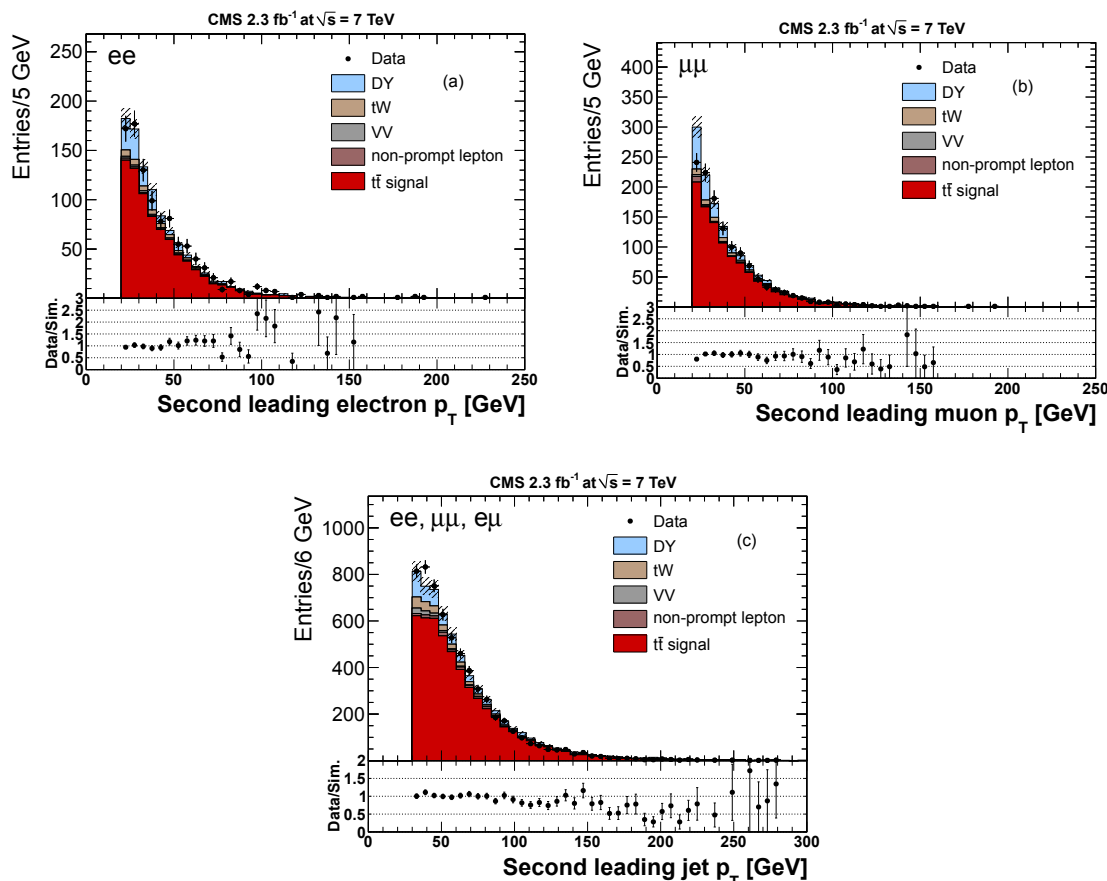 CMS 2.3 fb⁻¹ at √s = 7 TeV
Entries/5 GeV
250
200
150
100
50
ee
Data
(a)
DY
tW
VV
non-prompt lepton
tt̄ signal
Data/Sim.
3
2.5
2
1.5
1
0.5
0 50 100 150 200 250
Second leading electron p_T [GeV]
CMS 2.3 fb⁻¹ at √s = 7 TeV
Entries/5 GeV
400
350
300
250
200
150
100
50
μμ
Data
(b)
DY
tW
VV
non-prompt lepton
tt̄ signal
Data/Sim.
3
2.5
2
1.5
1
0.5
0 50 100 150 200 250
Second leading muon p_T [GeV]
CMS 2.3 fb⁻¹ at √s = 7 TeV
Entries/6 GeV
1000
800
600
400
200
ee, μμ, eμ
Data
(c)
DY
tW
VV
non-prompt lepton
tt̄ signal
Data/Sim.
2
1.5
1
0.5
0 50 100 150 200 250 300
Second leading jet p_T [GeV]